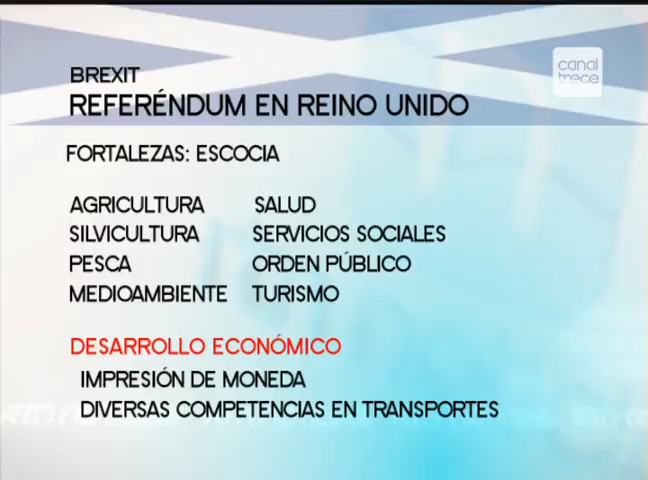 BREXIT
canal
trece
REFERÉNDUM EN REINO UNIDO
FORTALEZAS: ESCOCIA
AGRICULTURA SALUD
SILVICULTURA SERVICIOS SOCIALES
PESCA ORDEN PÚBLICO
MEDIOAMBIENTE TURISMO
DESARROLLO ECONÓMICO
IMPRESIÓN DE MONEDA
DIVERSAS COMPETENCIAS EN TRANSPORTES